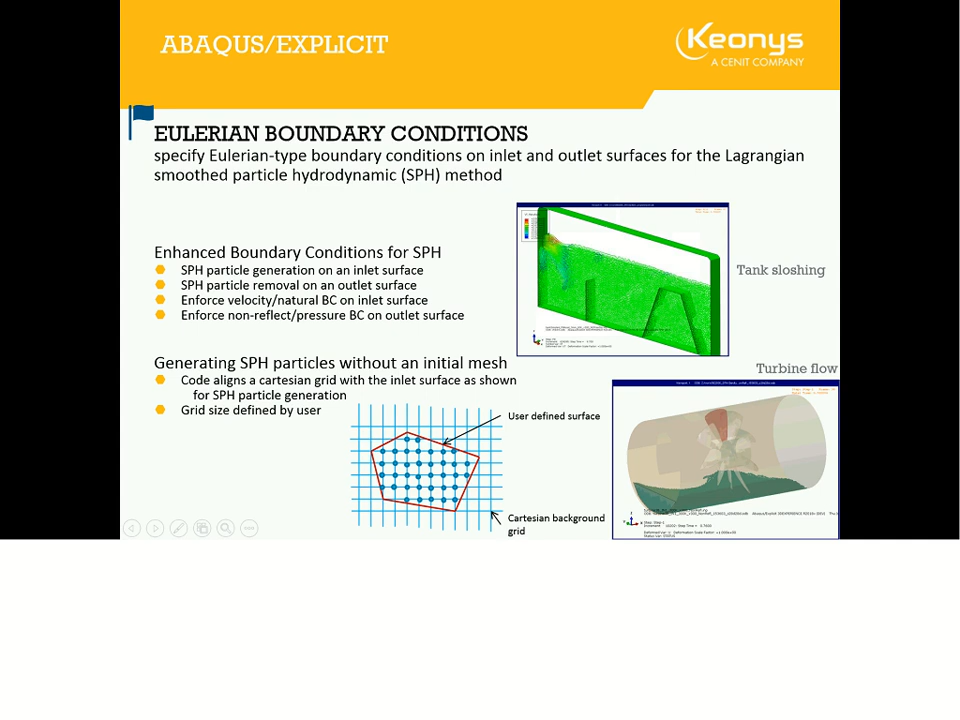 ABAQUS/EXPLICIT
Keonys
A CENIT COMPANY
EULERIAN BOUNDARY CONDITIONS
specify Eulerian-type boundary conditions on inlet and outlet surfaces for the Lagrangian
smoothed particle hydrodynamic (SPH) method
Enhanced Boundary Conditions for SPH
SPH particle generation on an inlet surface
SPH particle removal on an outlet surface
Enforce velocity/natural BC on inlet surface
Enforce non-reflect/pressure BC on outlet surface
Tank sloshing
Generating SPH particles without an initial mesh
Code aligns a cartesian grid with the inlet surface as shown
for SPH particle generation
Grid size defined by user
Turbine flow
User defined surface
Cartesian background
grid